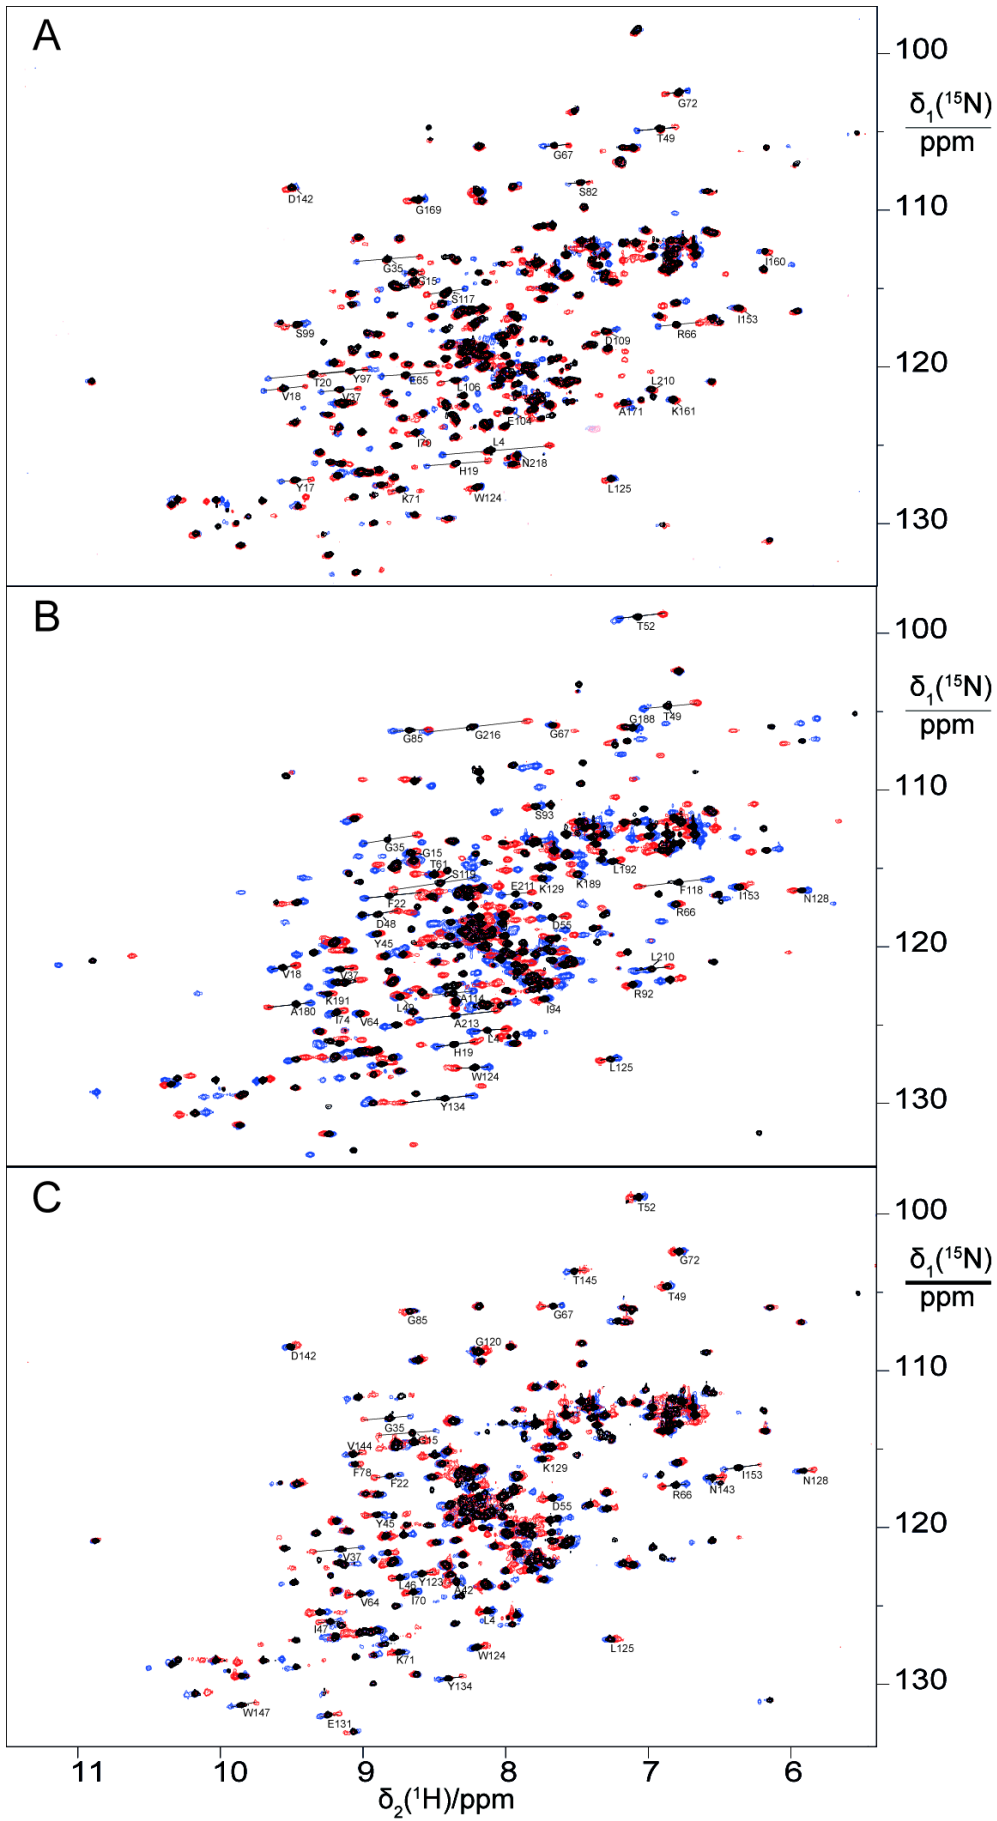 A
100
G72
δ₁(¹⁵N)
ppm
T49
G67
S82
D142
G169
110
G35
G15
I160
S117
I153
S99
R66
D109
120
T20
Y97
E65
L106
L210
V18
V37
A171
K161
E104
I70
L4
H19
N218
Y17
K71
W124
L125
130
B
100
T52
δ₁(¹⁵N)
ppm
T49
G188
G85
G216
G67
110
S93
G35
G15
T61
L192
S119
K189
E211
K129
F118
I153
F22
N128
R66
D48
D55
Y45
120
V18
V37
L210
K191
R92
A180
L49
A114
I94
I74
V64
A213
L4
H19
W124
L125
Y134
130
C
100
T52
G72
δ₁(¹⁵N)
ppm
T145
T49
G85
G67
G120
D142
110
G35
G15
V144
F78
K129
I153
F22
N143
N128
R66
D55
Y45
120
V37
L46
Y123
A42
V64
I70
L4
I47
K71
W124
L125
Y134
130
W147
E131
11 10 9 8 7 6
δ₂(¹H)/ppm